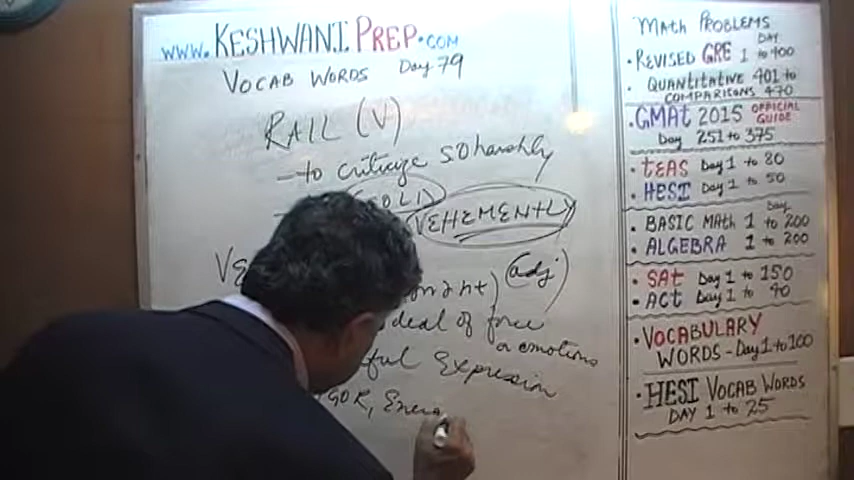 www.KESHWANI PREP.COM
VOCAB WORDS Day 79
RAIL (V)
- to criticize so harshly
VEHEMENTLY
(adj)
deal of force
or emotions
Expression
Math PROBLEMS
DAY
• REVISED GRE 1 to 400
• QUANTITATIVE 401 to
COMPARISONS 470
• GMAt 2015 OFFICIAL GUIDE
Day 251 to 375
• tEAS Day 1 to 80
• HESI Day 1 to 50
Day
• BASIC MAth 1 to 200
• ALGEBRA 1 to 200
• SAt Day 1 to 150
• ACt Day 1 to 90
• VOCABULARY
WORDS - Day 1 to 100
• HESI VOCAB WORDS
DAY 1 to 25